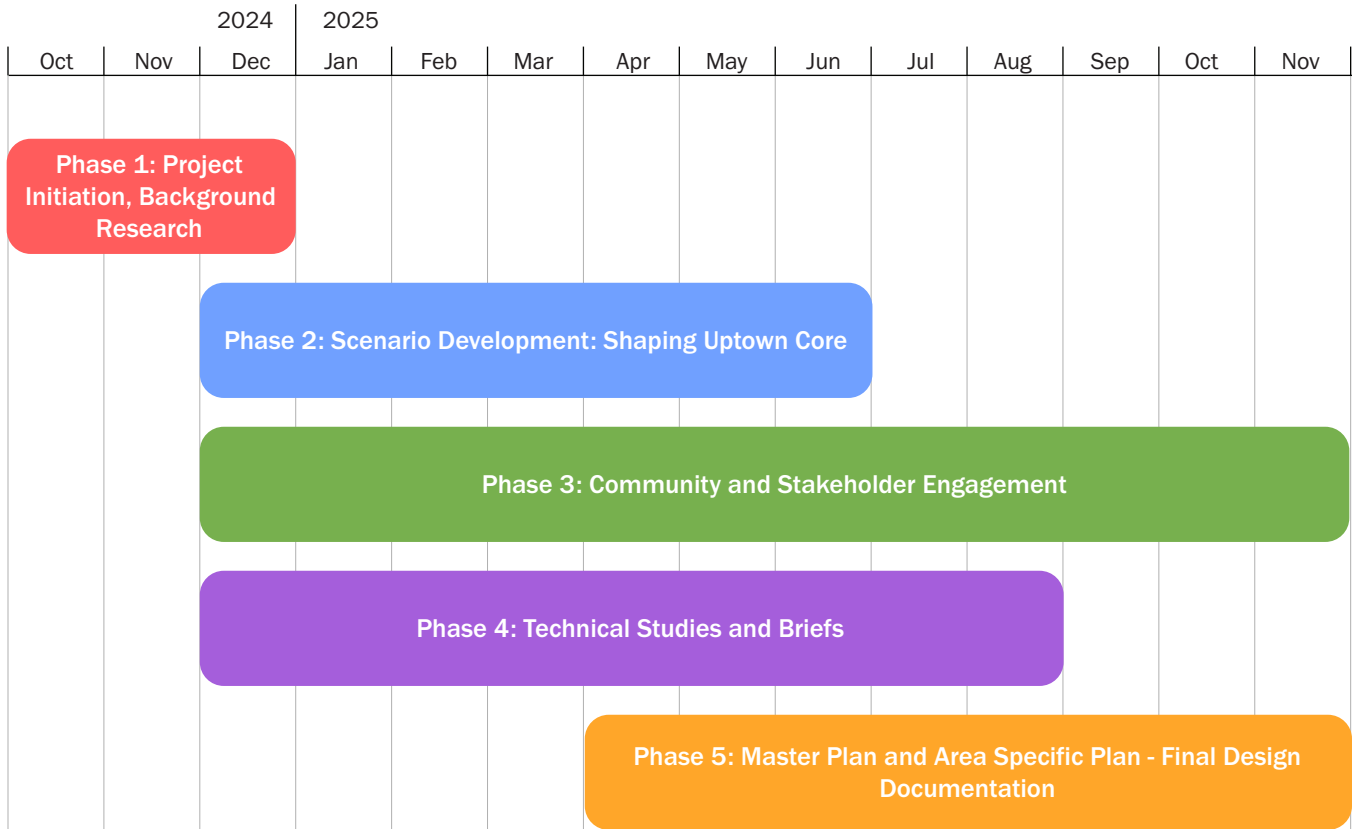 2024 2025
Oct Nov Dec Jan Feb Mar Apr May Jun Jul Aug Sep Oct Nov
Phase 1: Project
Initiation, Background
Research
Phase 2: Scenario Development: Shaping Uptown Core
Phase 3: Community and Stakeholder Engagement
Phase 4: Technical Studies and Briefs
Phase 5: Master Plan and Area Specific Plan - Final Design
Documentation